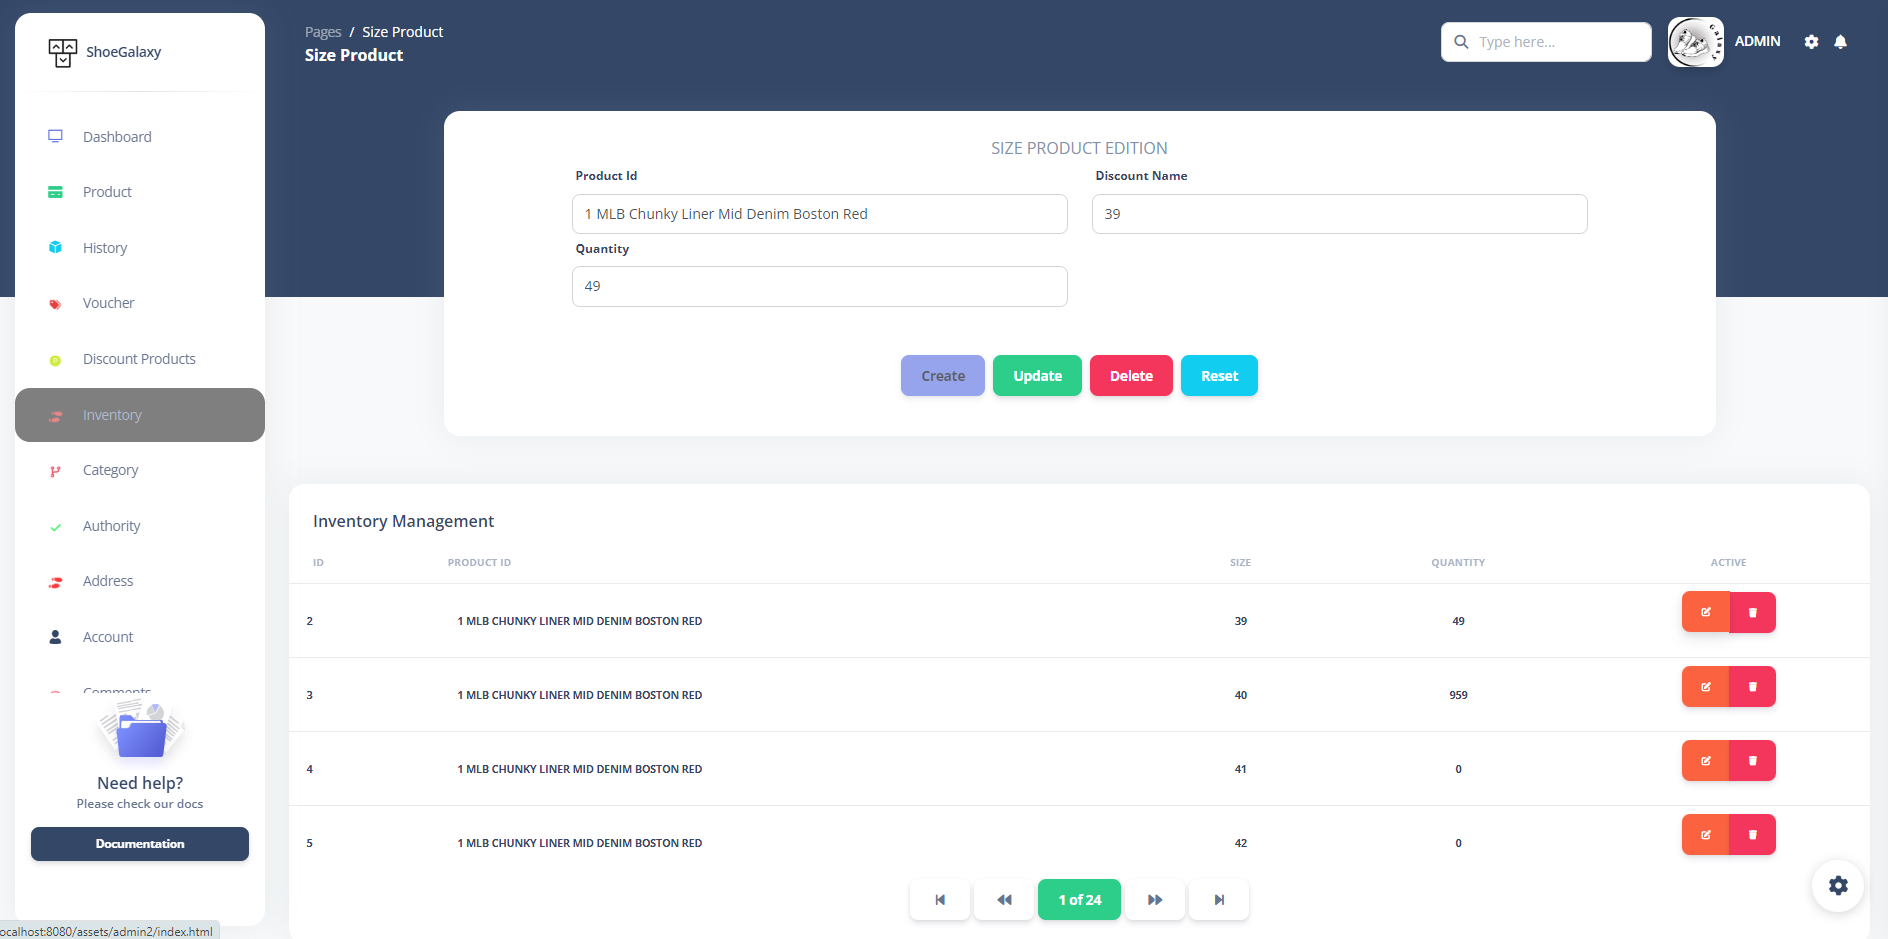 ShoeGalaxy
Dashboard
Product
History
Voucher
Discount Products
Inventory
Category
Authority
Address
Account
Comments
Need help?
Please check our docs
Documentation
ocalhost:8080/assets/admin2/index.html
Pages / Size Product
Size Product
Type here...
Galaxy
ADMIN
SIZE PRODUCT EDITION
Product Id
Discount Name
1 MLB Chunky Liner Mid Denim Boston Red
39
Quantity
49
Create Update Delete Reset
Inventory Management
ID PRODUCT ID SIZE QUANTITY ACTIVE
2 1 MLB CHUNKY LINER MID DENIM BOSTON RED 39 49
3 1 MLB CHUNKY LINER MID DENIM BOSTON RED 40 959
4 1 MLB CHUNKY LINER MID DENIM BOSTON RED 41 0
5 1 MLB CHUNKY LINER MID DENIM BOSTON RED 42 0
1 of 24